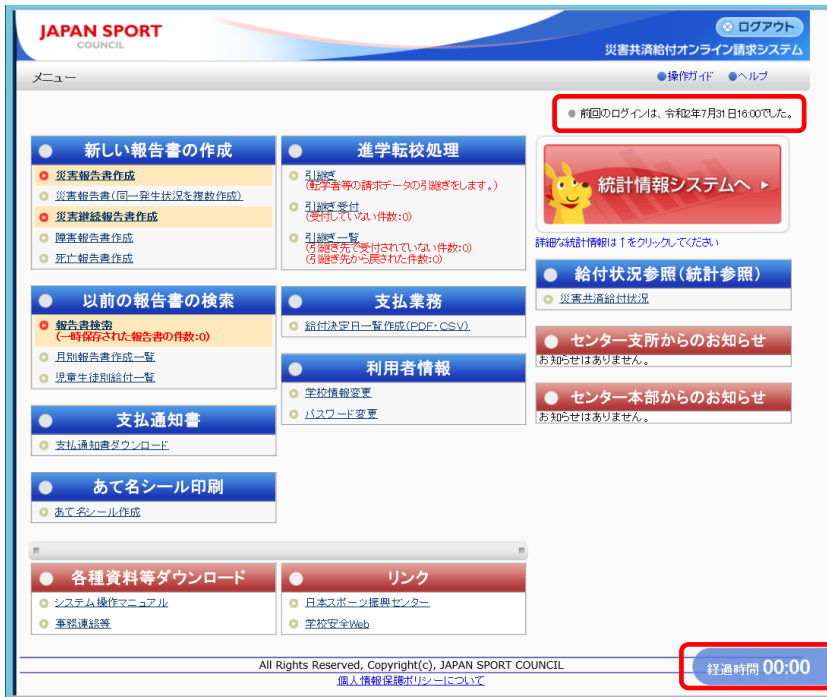 JAPAN SPORT
COUNCIL
ログアウト
災害共済給付オンライン請求システム
メニュー
操作ガイド ヘルプ
前回のログインは、令和2年7月31日16:00でした。
新しい報告書の作成
災害報告書作成
災害報告書(同一発生状況を複数作成)
災害継続報告書作成
障害報告書作成
死亡報告書作成
以前の報告書の検索
報告書検索
(一時保存された報告書の件数:0)
月別報告書作成一覧
児童生徒別給付一覧
支払通知書
支払通知書ダウンロード
あて名シール印刷
あて名シール作成
進学転校処理
引継ぎ
(転学者等の請求データの引継ぎをします。)
引継ぎ受付
(受付していない件数:0)
引継ぎ一覧
(引継ぎ先で受付されていない件数:0)
(引継ぎ先から戻された件数:0)
支払業務
給付決定日一覧作成(PDF・CSV)
利用者情報
学校情報変更
パスワード変更
統計情報システムへ
詳細な統計情報は↑をクリックしてください
給付状況参照(統計参照)
災害共済給付状況
センター支所からのお知らせ
お知らせはありません。
センター本部からのお知らせ
お知らせはありません。
各種資料等ダウンロード
システム操作マニュアル
事務連絡等
リンク
日本スポーツ振興センター
学校安全Web
All Rights Reserved, Copyright(c), JAPAN SPORT COUNCIL
個人情報保護ポリシーについて
経過時間 00:00